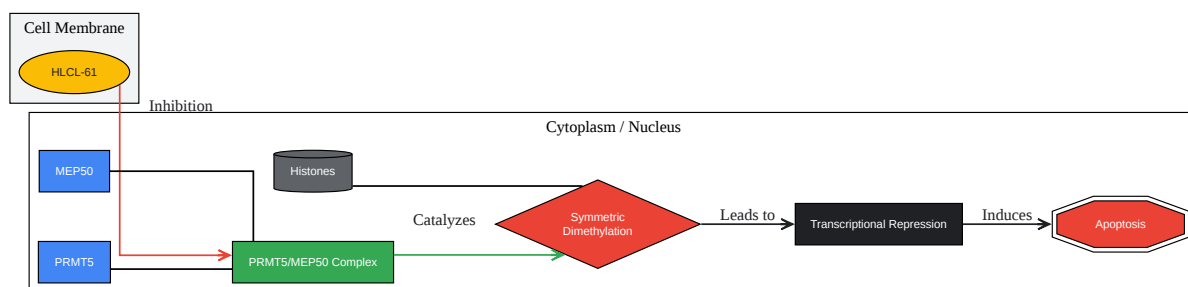 Cell Membrane
HLCL-61
Inhibition
Cytoplasm / Nucleus
MEP50
Histones
Catalyzes
Symmetric
Dimethylation
Leads to
Transcriptional Repression
Induces
Apoptosis
PRMT5
PRMT5/MEP50 Complex